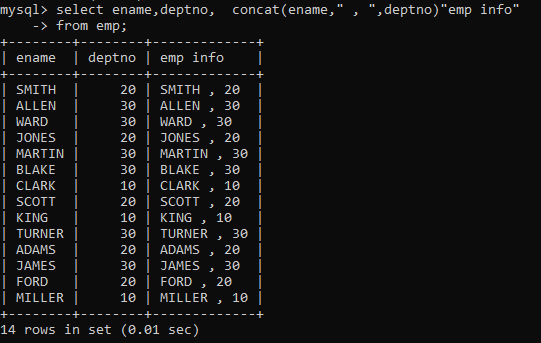 mysql> select ename,deptno,  concat(ename," , ",deptno)"emp info"
    -> from emp;
+--------+--------+-------------+
| ename  | deptno | emp info    |
+--------+--------+-------------+
| SMITH  |     20 | SMITH , 20  |
| ALLEN  |     30 | ALLEN , 30  |
| WARD   |     30 | WARD , 30   |
| JONES  |     20 | JONES , 20  |
| MARTIN |     30 | MARTIN , 30 |
| BLAKE  |     30 | BLAKE , 30  |
| CLARK  |     10 | CLARK , 10  |
| SCOTT  |     20 | SCOTT , 20  |
| KING   |     10 | KING , 10   |
| TURNER |     30 | TURNER , 30 |
| ADAMS  |     20 | ADAMS , 20  |
| JAMES  |     30 | JAMES , 30  |
| FORD   |     20 | FORD , 20   |
| MILLER |     10 | MILLER , 10 |
+--------+--------+-------------+
14 rows in set (0.01 sec)